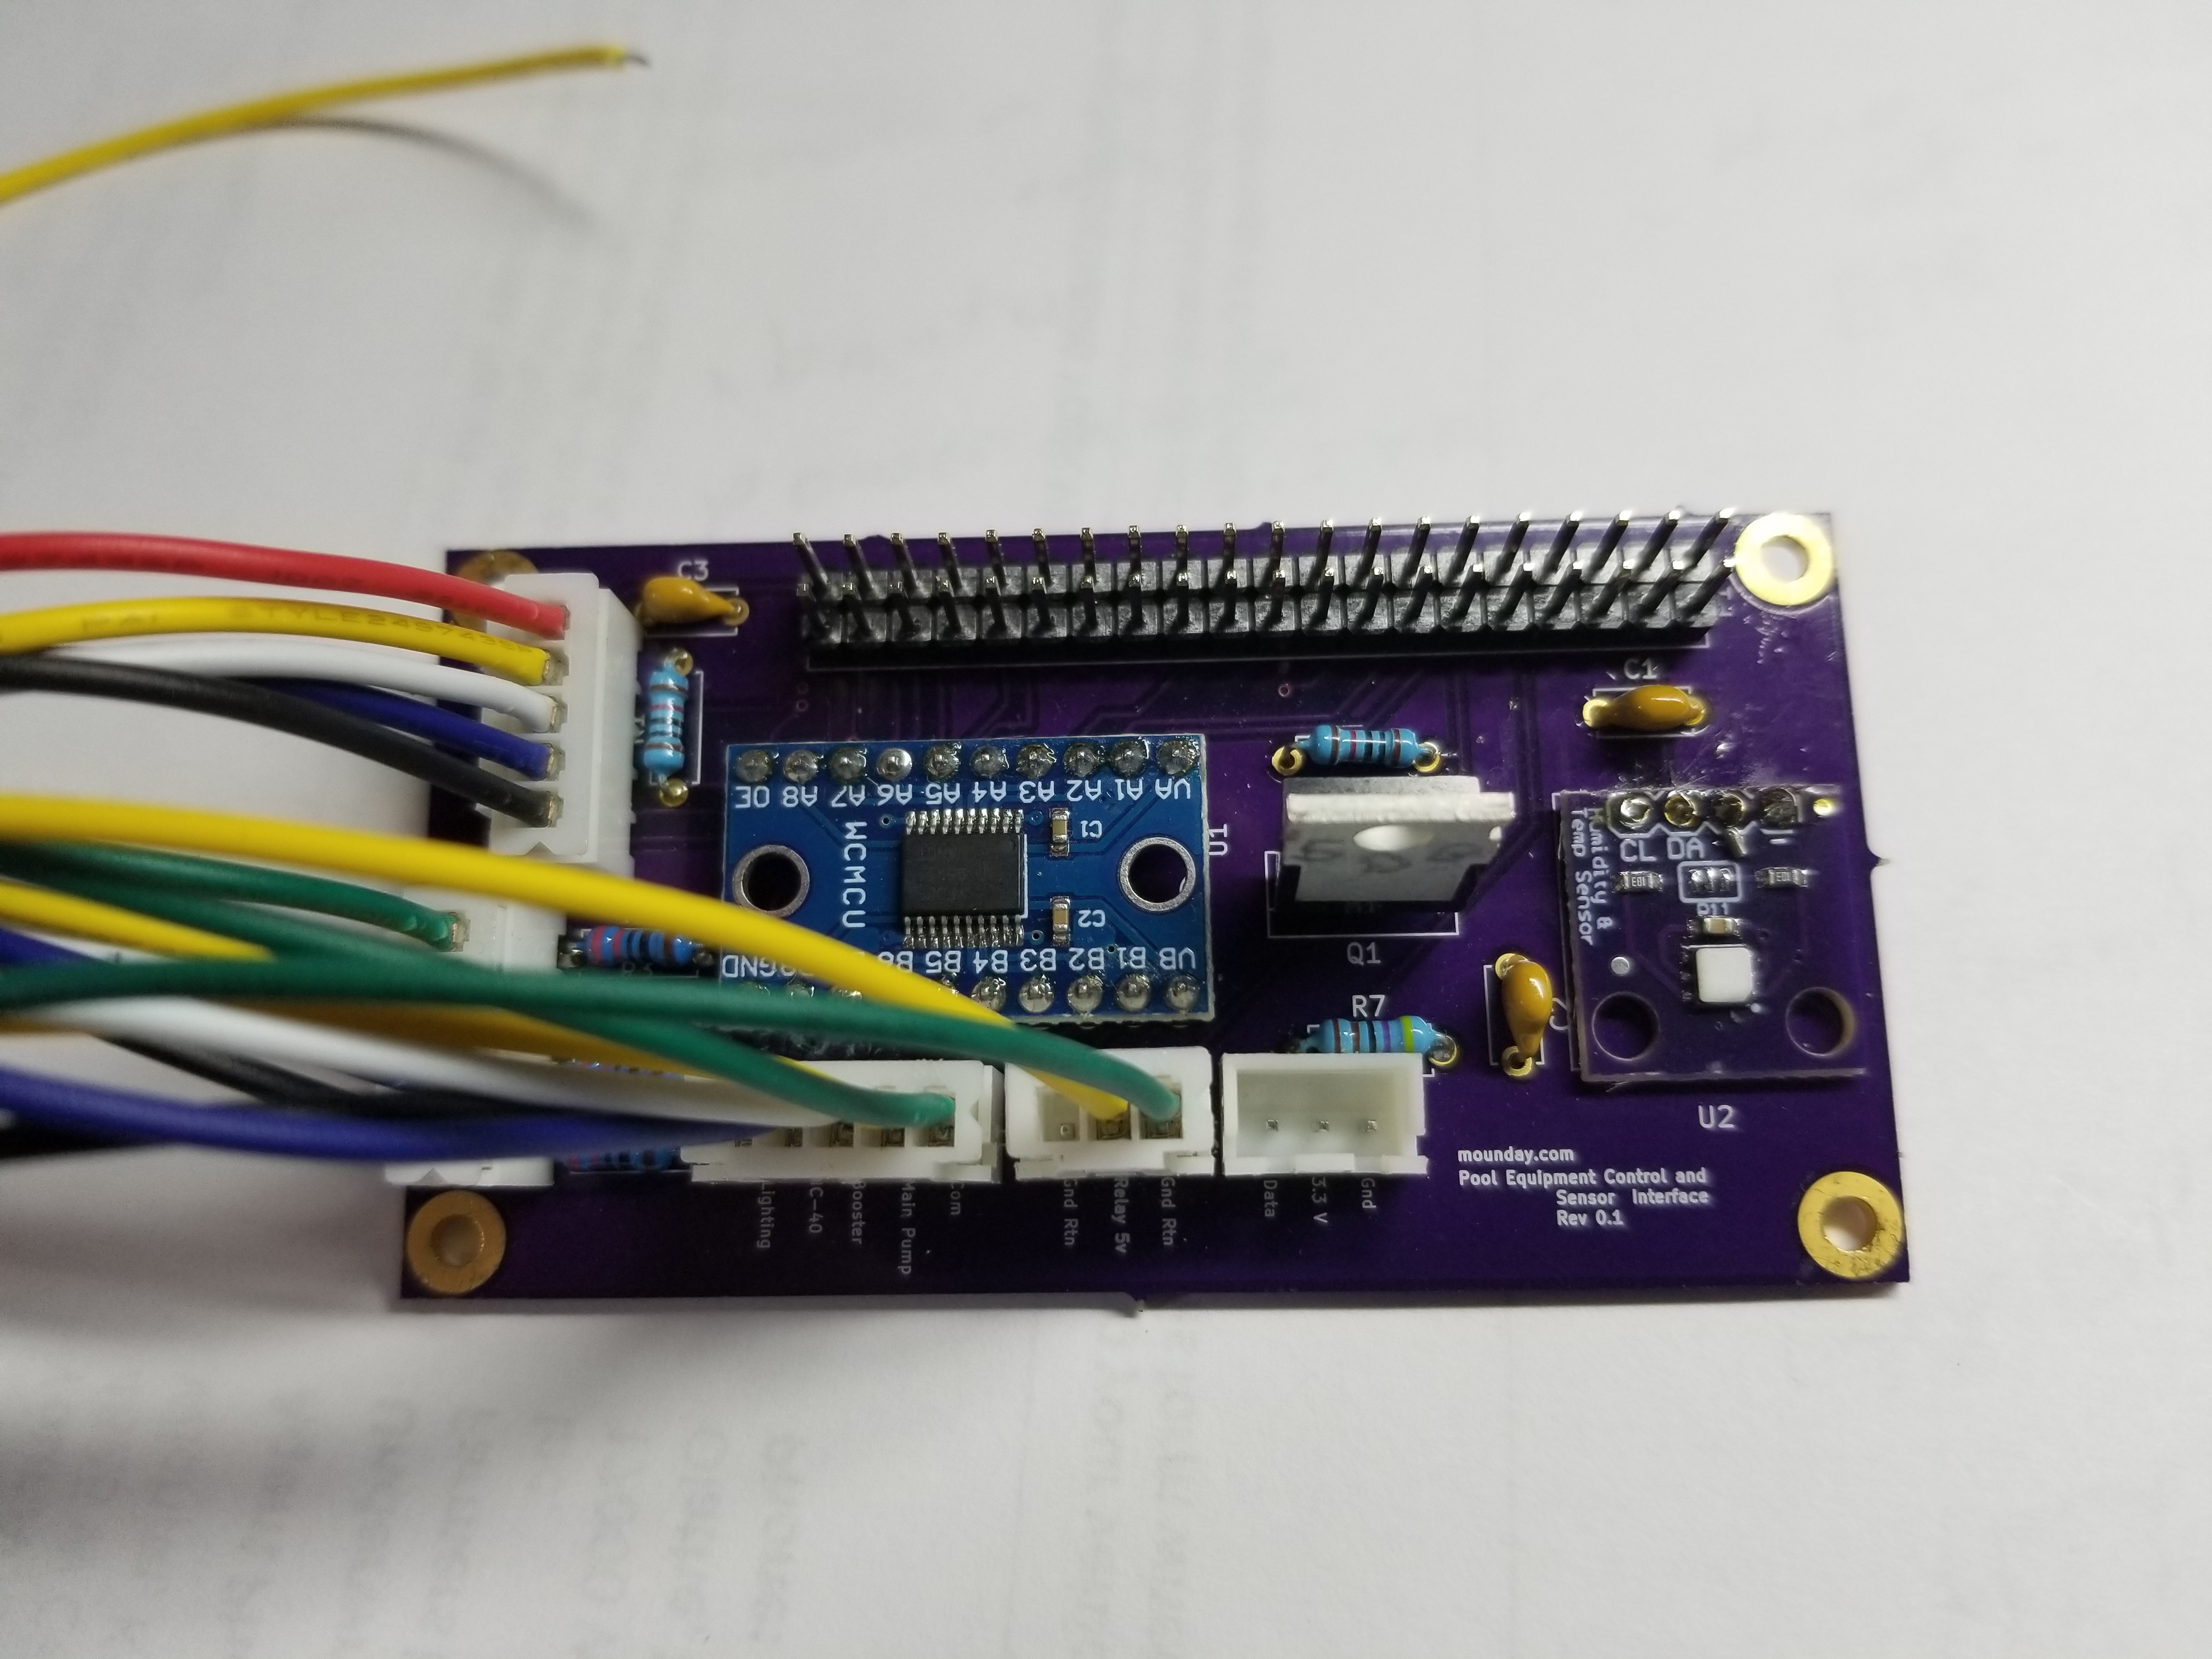 C3
C1
VA A1 A2 A3 A4 A5 A6 A7 A8 OE
WCMCU
C1
C2
VB B1 B2 B3 B4 B5
GND
U1
Q1
R7
CL DA
Humidity &
Temp Sensor
U2
mounday.com
Pool Equipment Control and
Sensor Interface
Rev 0.1
Lighting
Booster
Main Pump
Com
Gnd Rtn
Relay 5v
Gnd Rtn
Data
3.3 V
Gnd